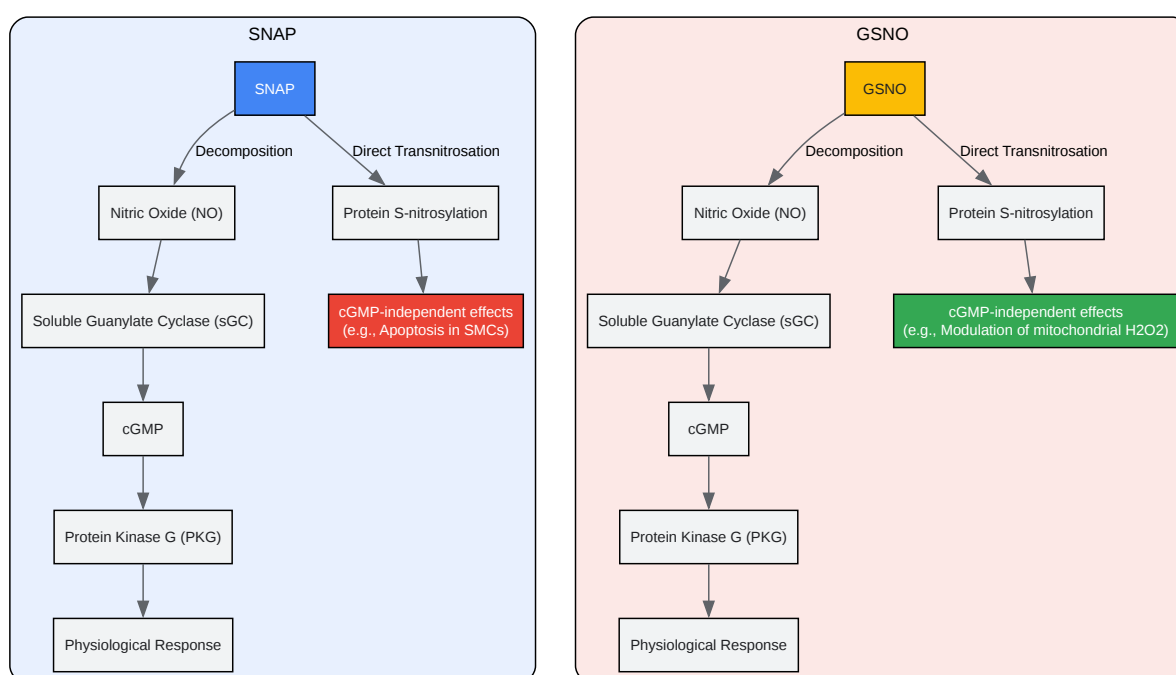 SNAP
SNAP
Decomposition
Direct Transnitrosation
Nitric Oxide (NO)
Protein S-nitrosylation
Soluble Guanylate Cyclase (sGC)
cGMP-independent effects
(e.g., Apoptosis in SMCs)
cGMP
Protein Kinase G (PKG)
Physiological Response
GSNO
GSNO
Decomposition
Direct Transnitrosation
Nitric Oxide (NO)
Protein S-nitrosylation
Soluble Guanylate Cyclase (sGC)
cGMP-independent effects
(e.g., Modulation of mitochondrial H2O2)
cGMP
Protein Kinase G (PKG)
Physiological Response